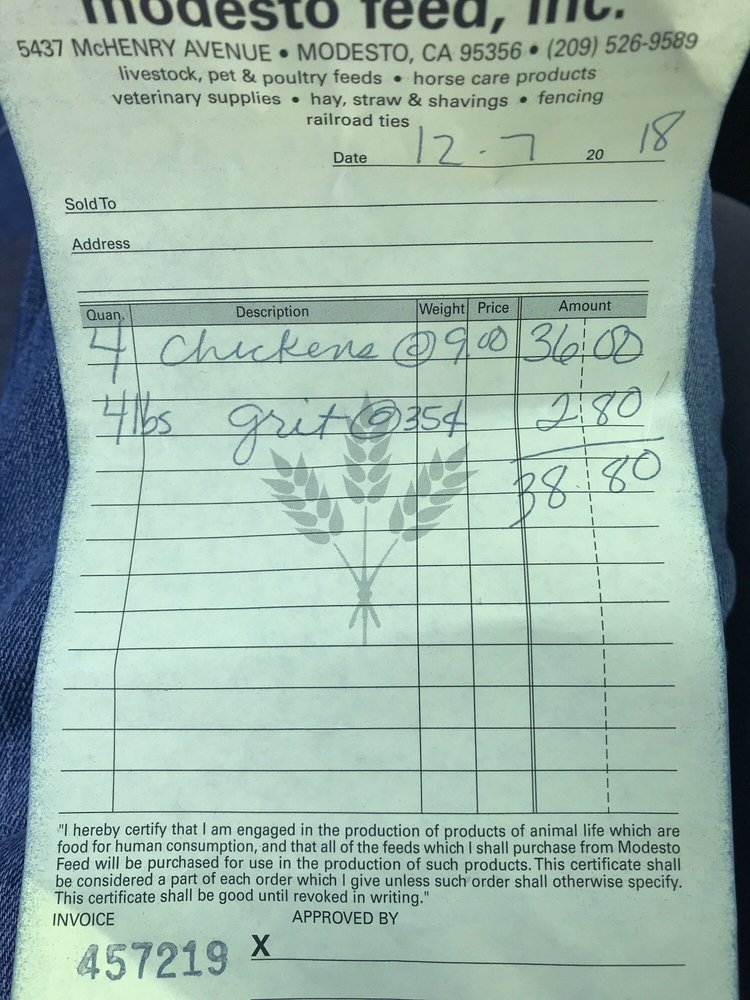 modesto feed, inc.
5437 McHENRY AVENUE • MODESTO, CA 95356 • (209) 526-9589
livestock, pet & poultry feeds • horse care products
veterinary supplies • hay, straw & shavings • fencing
railroad ties
Date 12-7 20 18
Sold To
Address
Quan. Description Weight Price Amount
4 Chickens @ 9.00 36 00
4lbs grit @ 35¢ 2 80
38.80
"I hereby certify that I am engaged in the production of products of animal life which are
food for human consumption, and that all of the feeds which I shall purchase from Modesto
Feed will be purchased for use in the production of such products. This certificate shall
be considered a part of each order which I give unless such order shall otherwise specify.
This certificate shall be good until revoked in writing."
INVOICE APPROVED BY
457219 X